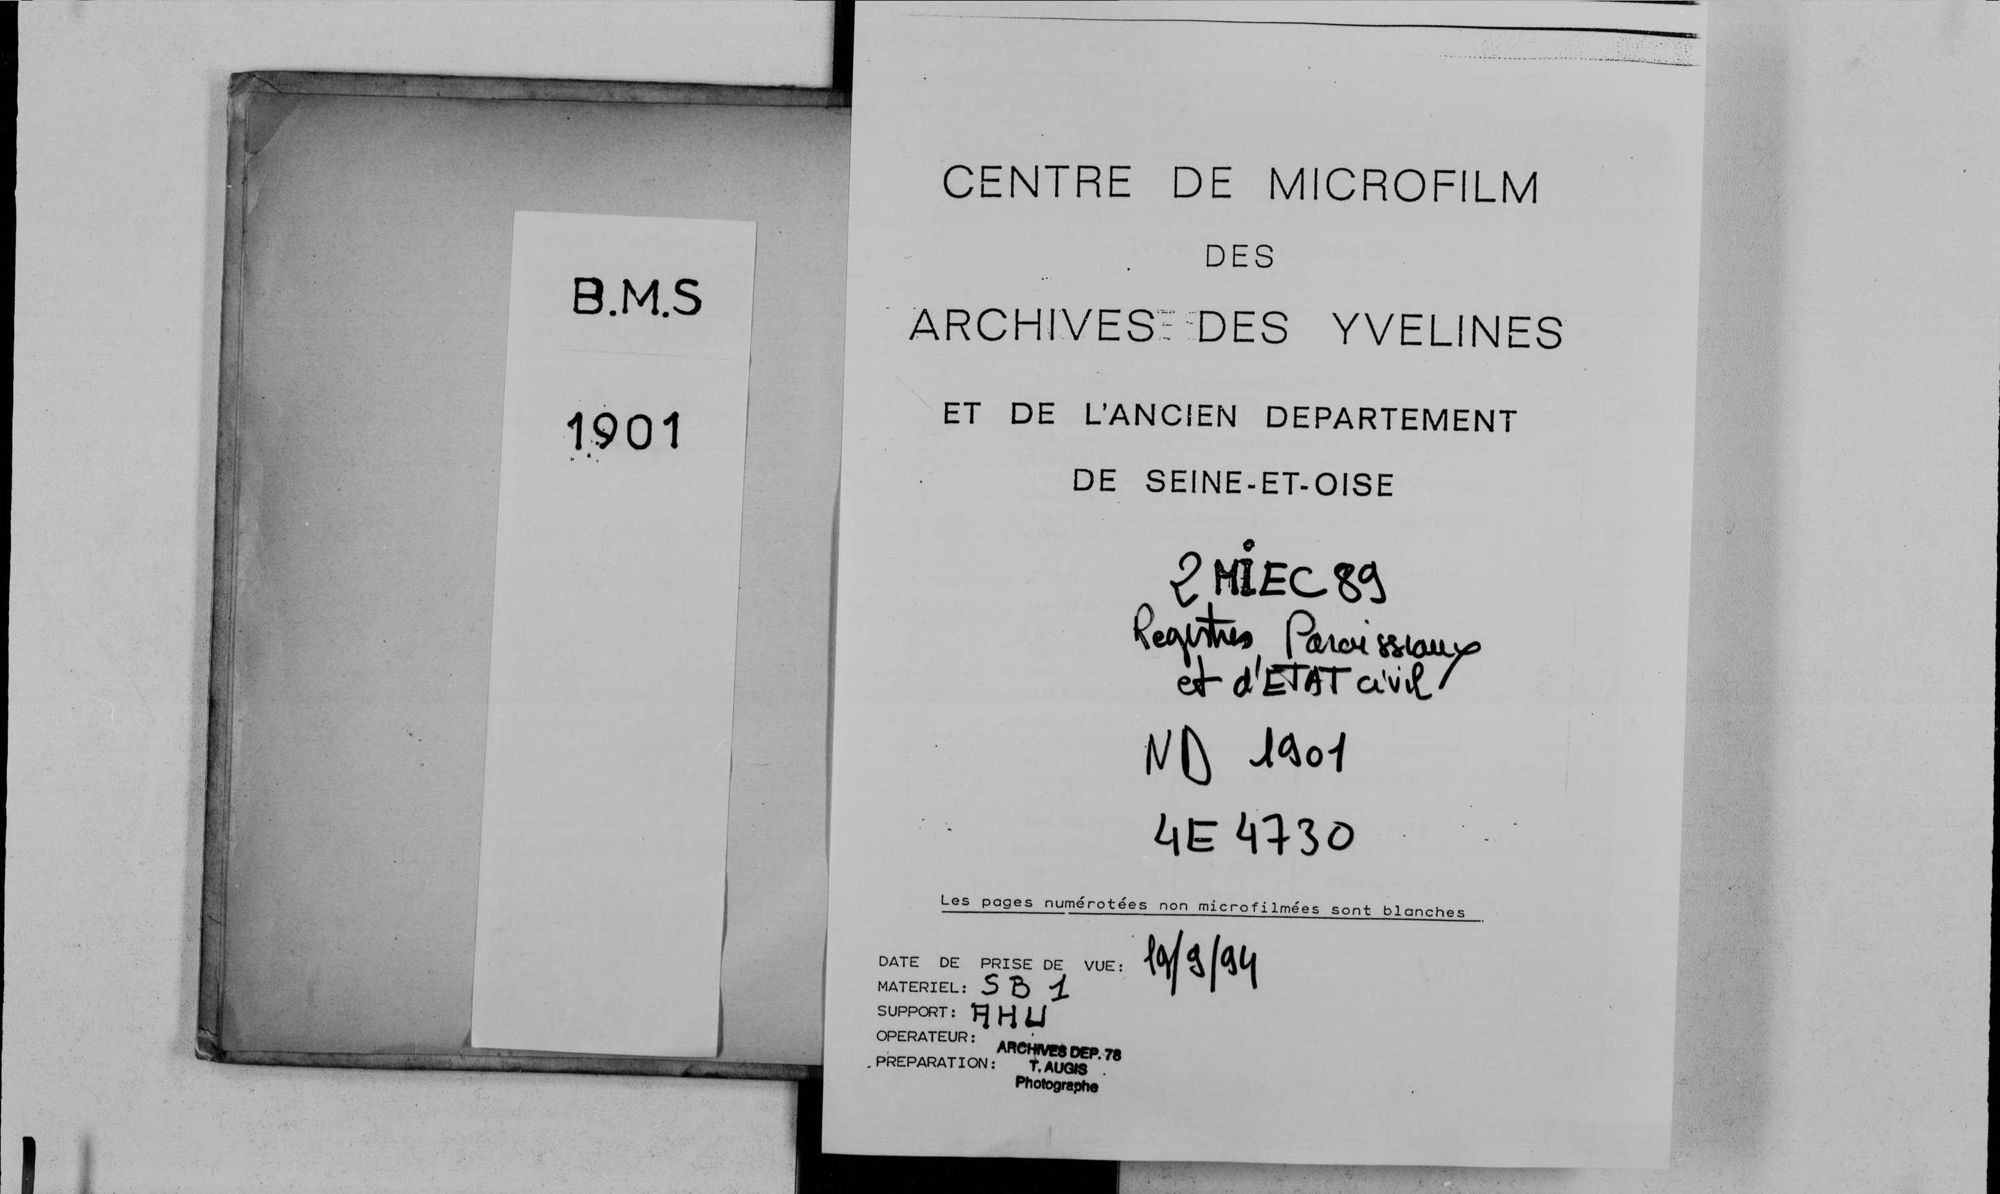 B.M.S
1901
CENTRE DE MICROFILM
DES
ARCHIVES DES YVELINES
ET DE L'ANCIEN DEPARTEMENT
DE SEINE-ET-OISE
2 MiEC 89
Registres Paroissiaux
et d'ETAT civil
ND 1901
4E 4730
Les pages numérotées non microfilmées sont blanches
DATE DE PRISE DE VUE: 19/9/94
MATERIEL: SB 1
SUPPORT: AHU
OPERATEUR:
ARCHIVES DEP. 78
PREPARATION: T. AUGIS
Photographe